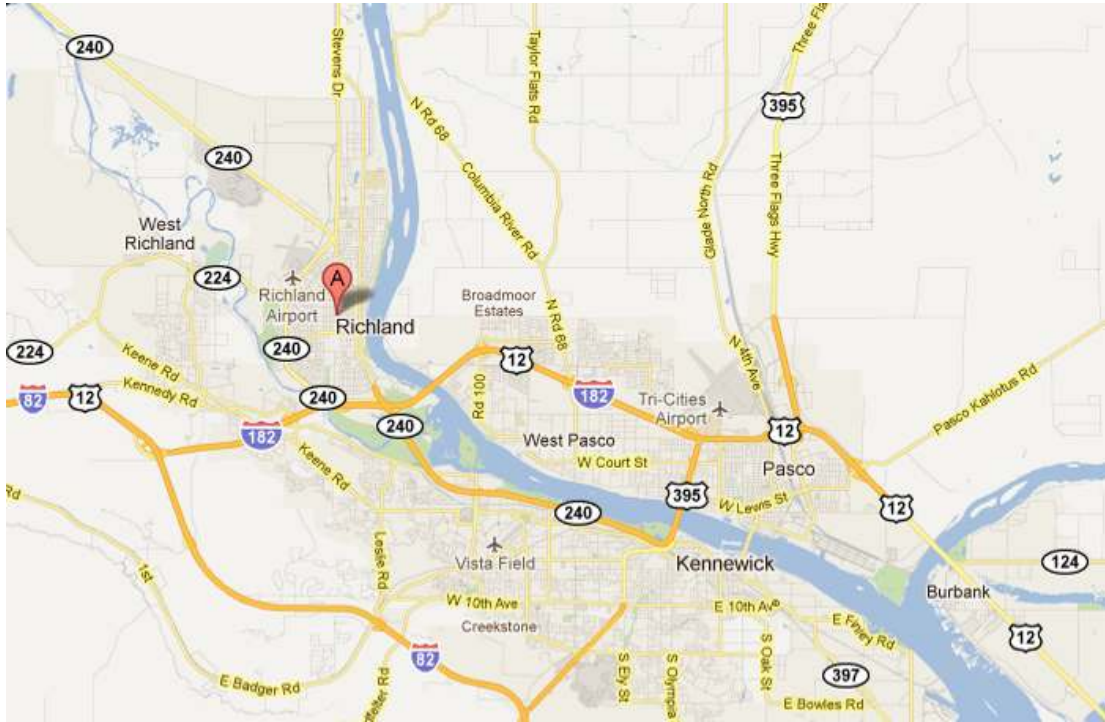 240
Stevens Dr
Taylor Flats Rd
Three Fla
395
240
N Rd 68
Columbia River Rd
Glade North Rd
Three Flags Hwy
West
Richland
224
Richland
Airport
A
Richland
Broadmoor
Estates
N Rd 68
N 4th Ave
224
240
12
182
Tri-Cities
Airport
Pasco Kahlotus Rd
Keene Rd
Kennedy Rd
82
12
240
182
240
Rd 100
West Pasco
W Court St
12
Pasco
Keene Rd
395
W Lewis St
12
Rd
240
Leslie Rd
Vista Field
Kennewick
124
1st
W 10th Ave
E 10th Ave
Burbank
Creekstone
E Finley Rd
12
82
S Ely St
S Olympia
S Oak St
397
E Badger Rd
E Bowles Rd